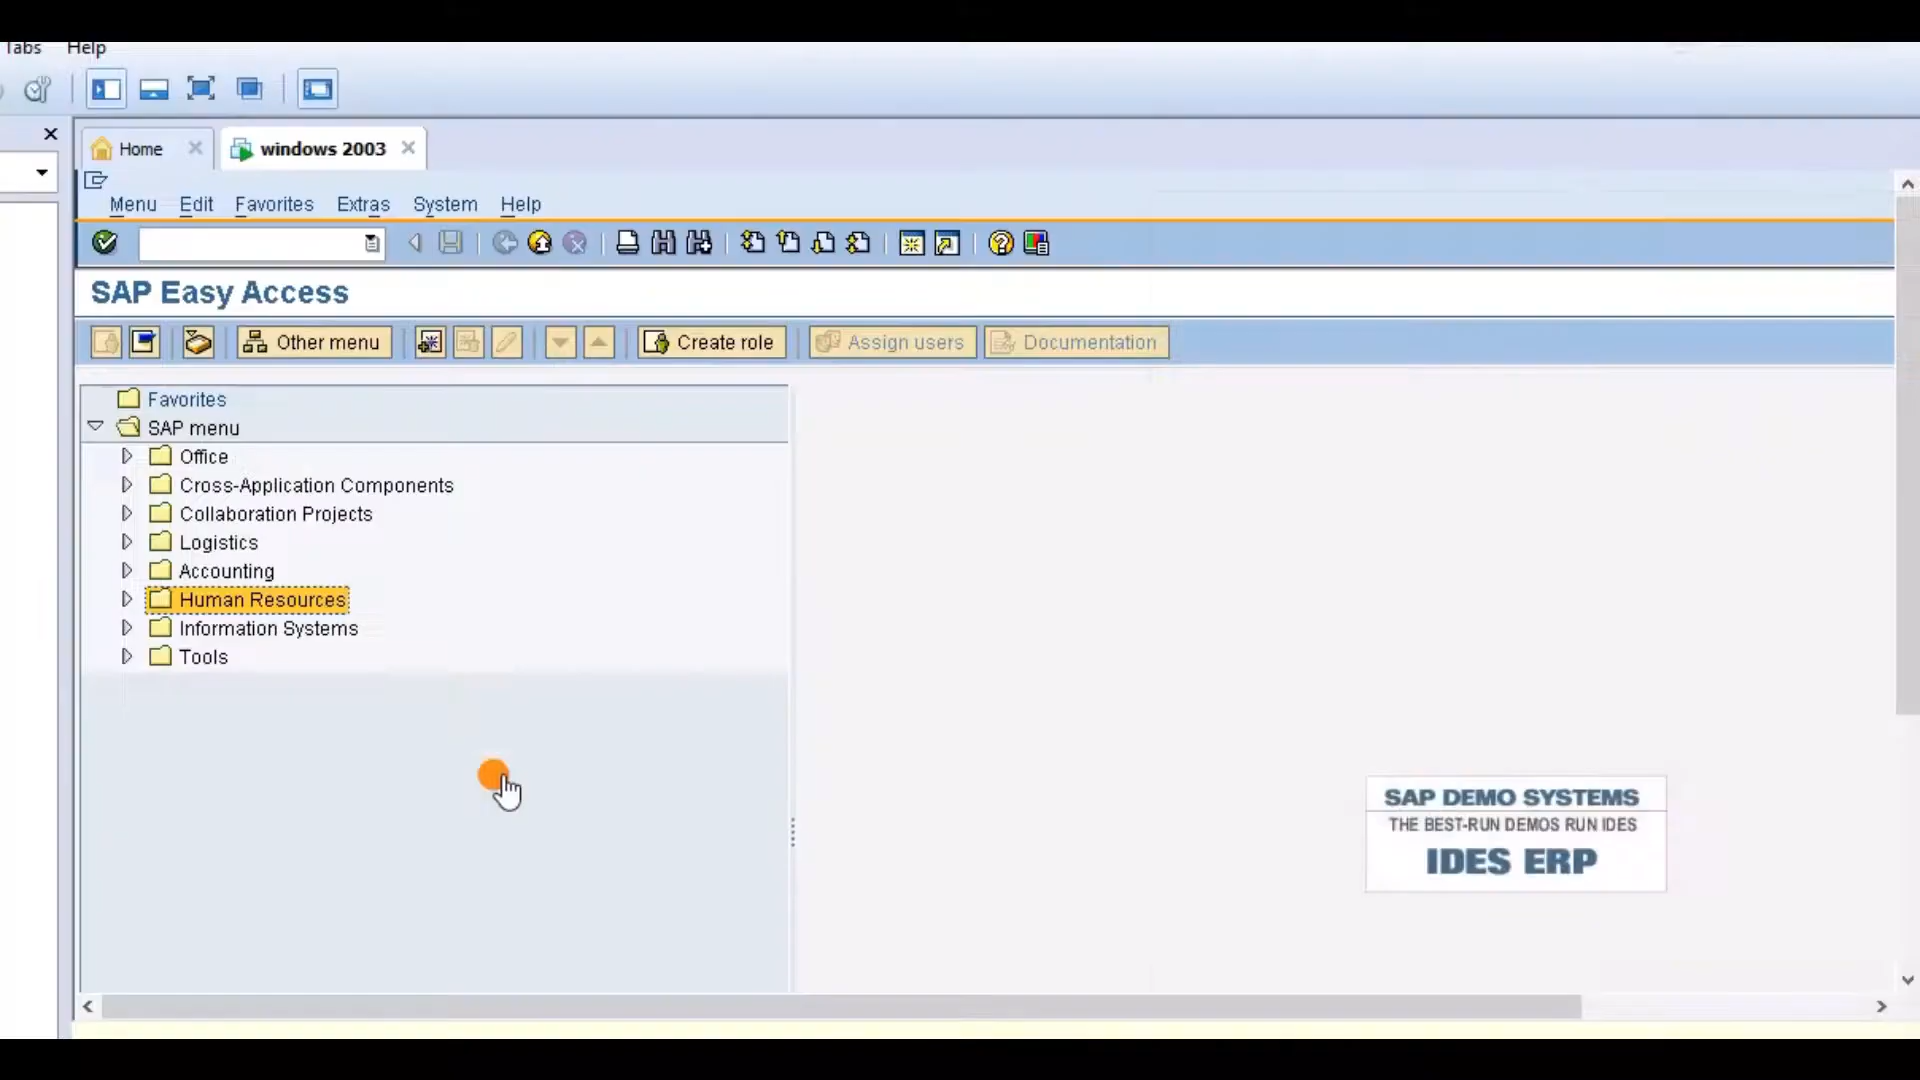 Tabs Help
Home windows 2003
Menu Edit Favorites Extras System Help
SAP Easy Access
Other menu Create role Assign users Documentation
Favorites
SAP menu
Office
Cross-Application Components
Collaboration Projects
Logistics
Accounting
Human Resources
Information Systems
Tools
SAP DEMO SYSTEMS
THE BEST-RUN DEMOS RUN IDES
IDES ERP